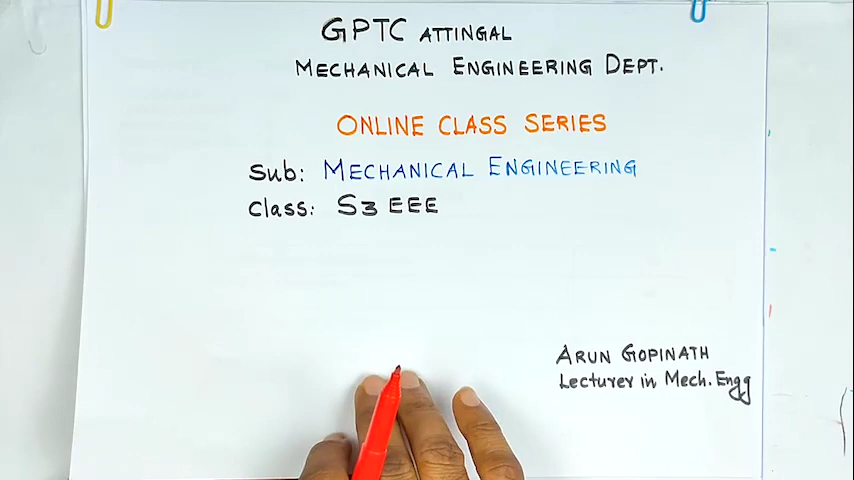 GPTC ATTINGAL
MECHANICAL ENGINEERING DEPT.
ONLINE CLASS SERIES
Sub: MECHANICAL ENGINEERING
Class: S3 EEE
ARUN GOPINATH
Lecturer in Mech. Engg